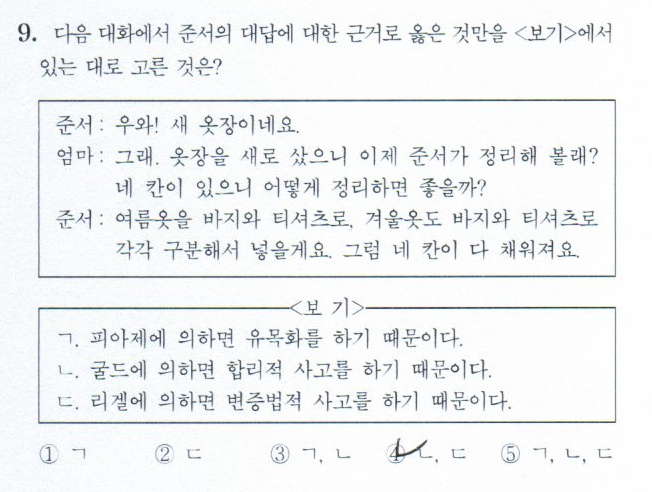 9. 다음 대화에서 준서의 대답에 대한 근거로 옳은 것만을 <보기>에서
있는 대로 고른 것은?
준서 : 우와! 새 옷장이네요.
엄마 : 그래. 옷장을 새로 샀으니 이제 준서가 정리해 볼래?
네 칸이 있으니 어떻게 정리하면 좋을까?
준서 : 여름옷을 바지와 티셔츠로, 겨울옷도 바지와 티셔츠로
각각 구분해서 넣을게요. 그럼 네 칸이 다 채워져요.
<보 기>
ㄱ. 피아제에 의하면 유목화를 하기 때문이다.
ㄴ. 굴드에 의하면 합리적 사고를 하기 때문이다.
ㄷ. 리겔에 의하면 변증법적 사고를 하기 때문이다.
① ㄱ ② ㄷ ③ ㄱ, ㄴ ④ ㄴ, ㄷ ⑤ ㄱ, ㄴ, ㄷ